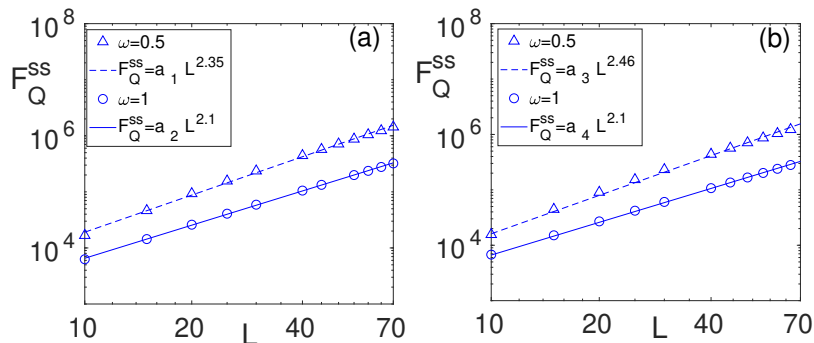 (a)
10^8
ω=0.5
F_Q^ss=a_1 L^2.35
ω=1
F_Q^ss=a_2 L^2.1
F_Q^ss
10^6
10^4
10 20 40 70
L
(b)
10^8
ω=0.5
F_Q^ss=a_3 L^2.46
ω=1
F_Q^ss=a_4 L^2.1
F_Q^ss
10^6
10^4
10 20 40 70
L